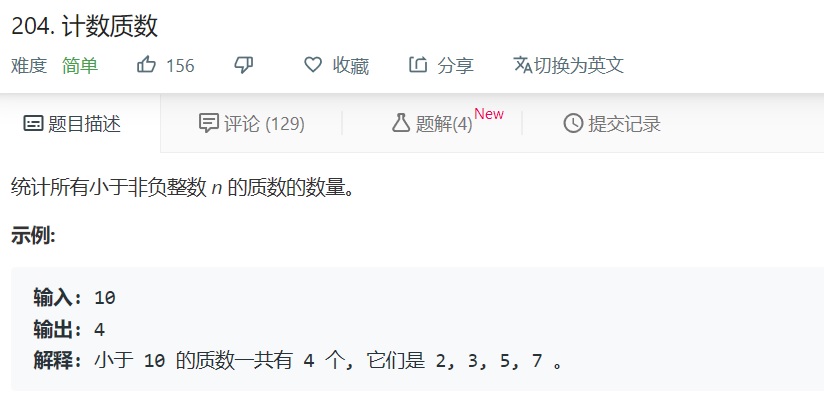 204. 计数质数
难度 简单 156 收藏 分享 切换为英文
题目描述 评论 (129) 题解(4) New 提交记录
统计所有小于非负整数 n 的质数的数量。
示例:
输入: 10
输出: 4
解释: 小于 10 的质数一共有 4 个, 它们是 2, 3, 5, 7 。